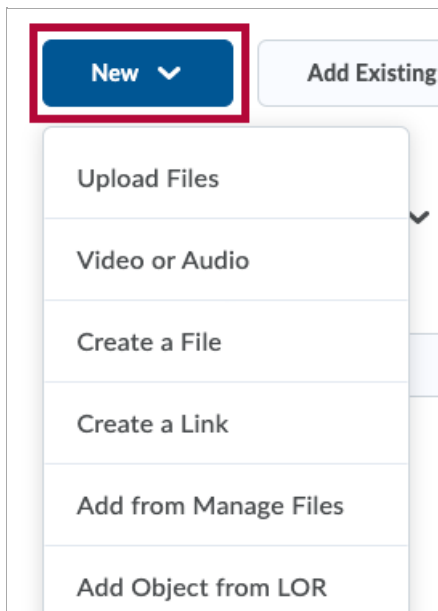 New
Add Existing
Upload Files
Video or Audio
Create a File
Create a Link
Add from Manage Files
Add Object from LOR